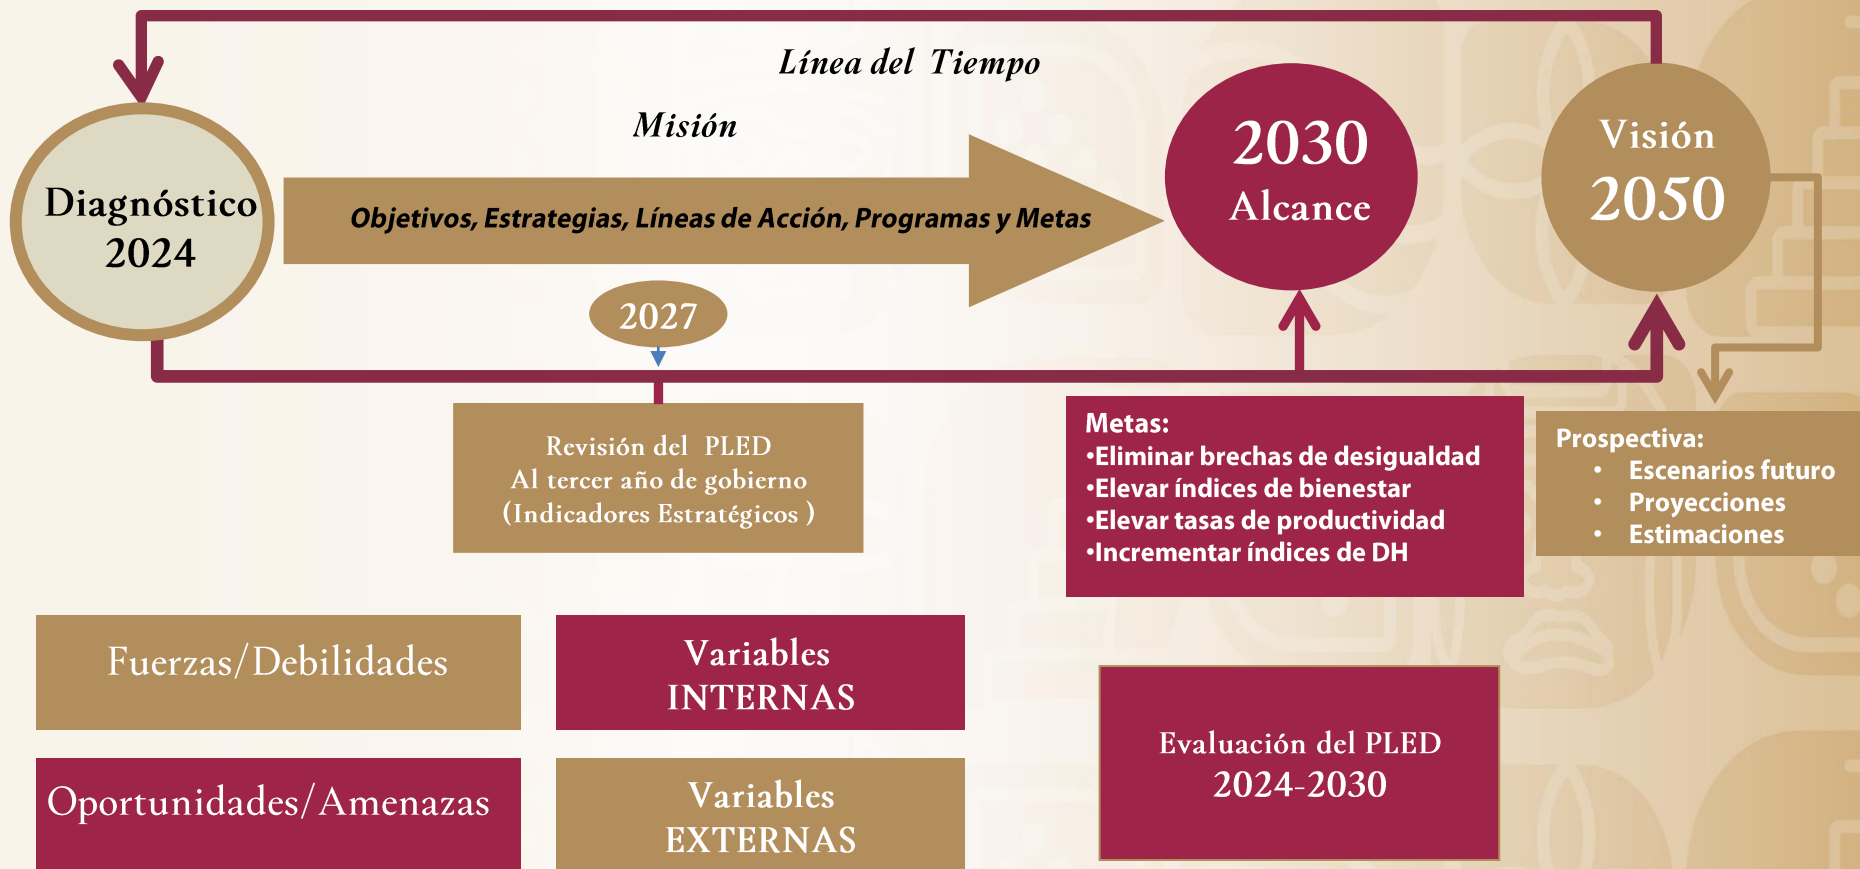 Línea del Tiempo
Misión
Diagnóstico
2024
Objetivos, Estrategias, Líneas de Acción, Programas y Metas
2030
Alcance
Visión
2050
2027
Revisión del PLED
Al tercer año de gobierno
(Indicadores Estratégicos )
Metas:
•Eliminar brechas de desigualdad
•Elevar índices de bienestar
•Elevar tasas de productividad
•Incrementar índices de DH
Prospectiva:
• Escenarios futuro
• Proyecciones
• Estimaciones
Fuerzas/Debilidades
Variables
INTERNAS
Oportunidades/Amenazas
Variables
EXTERNAS
Evaluación del PLED
2024-2030